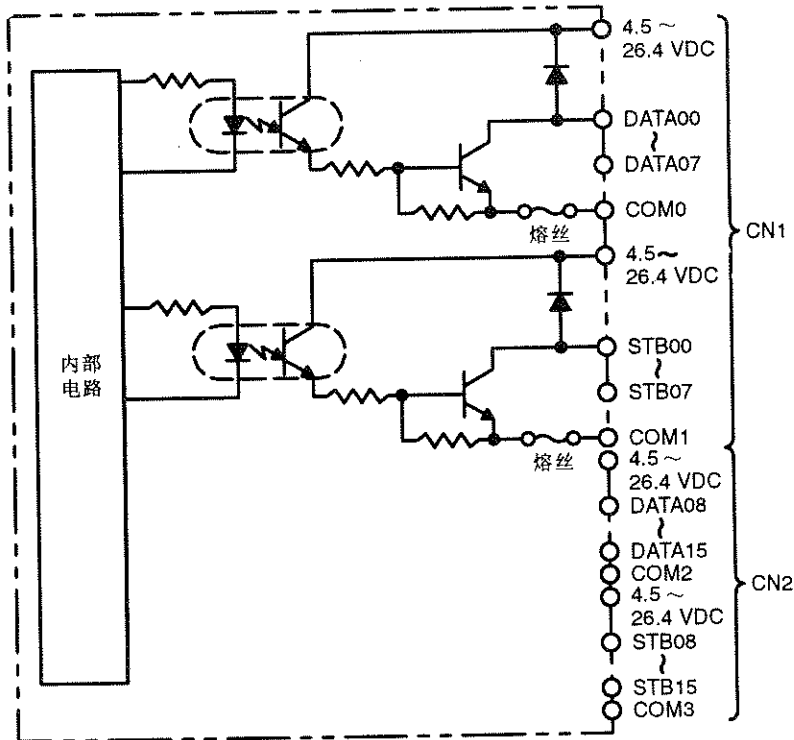 4.5～
26.4 VDC
DATA00
～
DATA07
COM0
熔丝
4.5～
26.4 VDC
CN1
内部
电路
STB00
～
STB07
COM1
熔丝
4.5～
26.4 VDC
DATA08
～
DATA15
COM2
4.5～
26.4 VDC
CN2
STB08
～
STB15
COM3